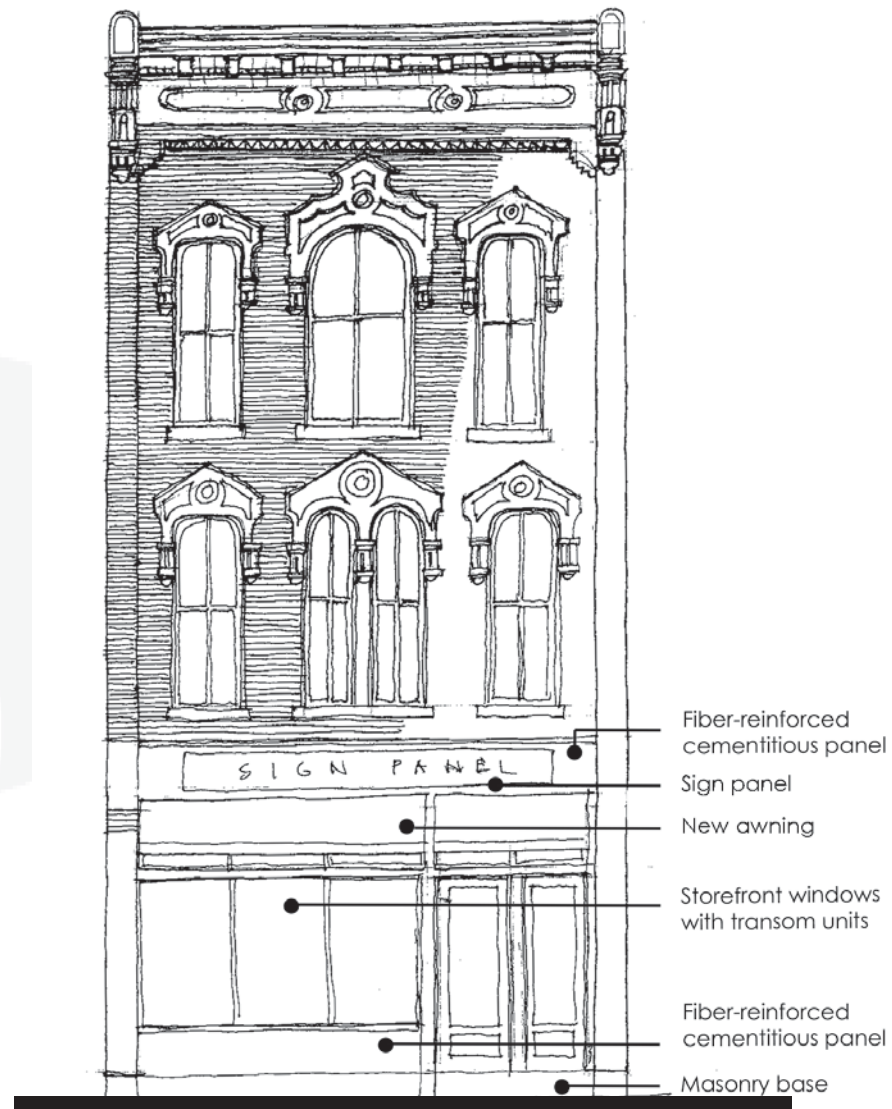 SIGN PANEL
Fiber-reinforced
cementitious panel
Sign panel
New awning
Storefront windows
with transom units
Fiber-reinforced
cementitious panel
Masonry base